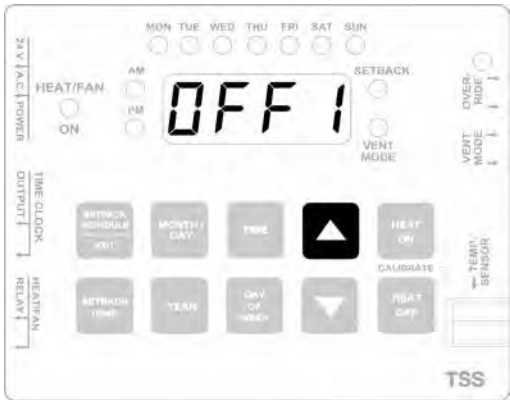 MON TUE WED THU FRI SAT SUN
24 V A.C. POWER
HEAT/FAN
ON
AM
PM
OFF1
SETBACK
VENT
MODE
OVER-
RIDE
VENT
MODE
TIME CLOCK
OUTPUT
SETBACK
SCHEDULE
MONTH /
DAY
TIME
HEAT
ON
CALIBRATE
TEMP.
SENSOR
HEAT/FAN
RELAY
SETBACK
TEMP
YEAR
DAY
OF
WEEK
HEAT
OFF
TSS